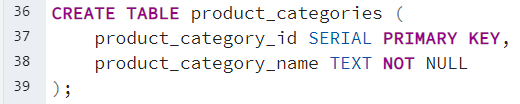 36 CREATE TABLE product_categories (
37     product_category_id SERIAL PRIMARY KEY,
38     product_category_name TEXT NOT NULL
39 );